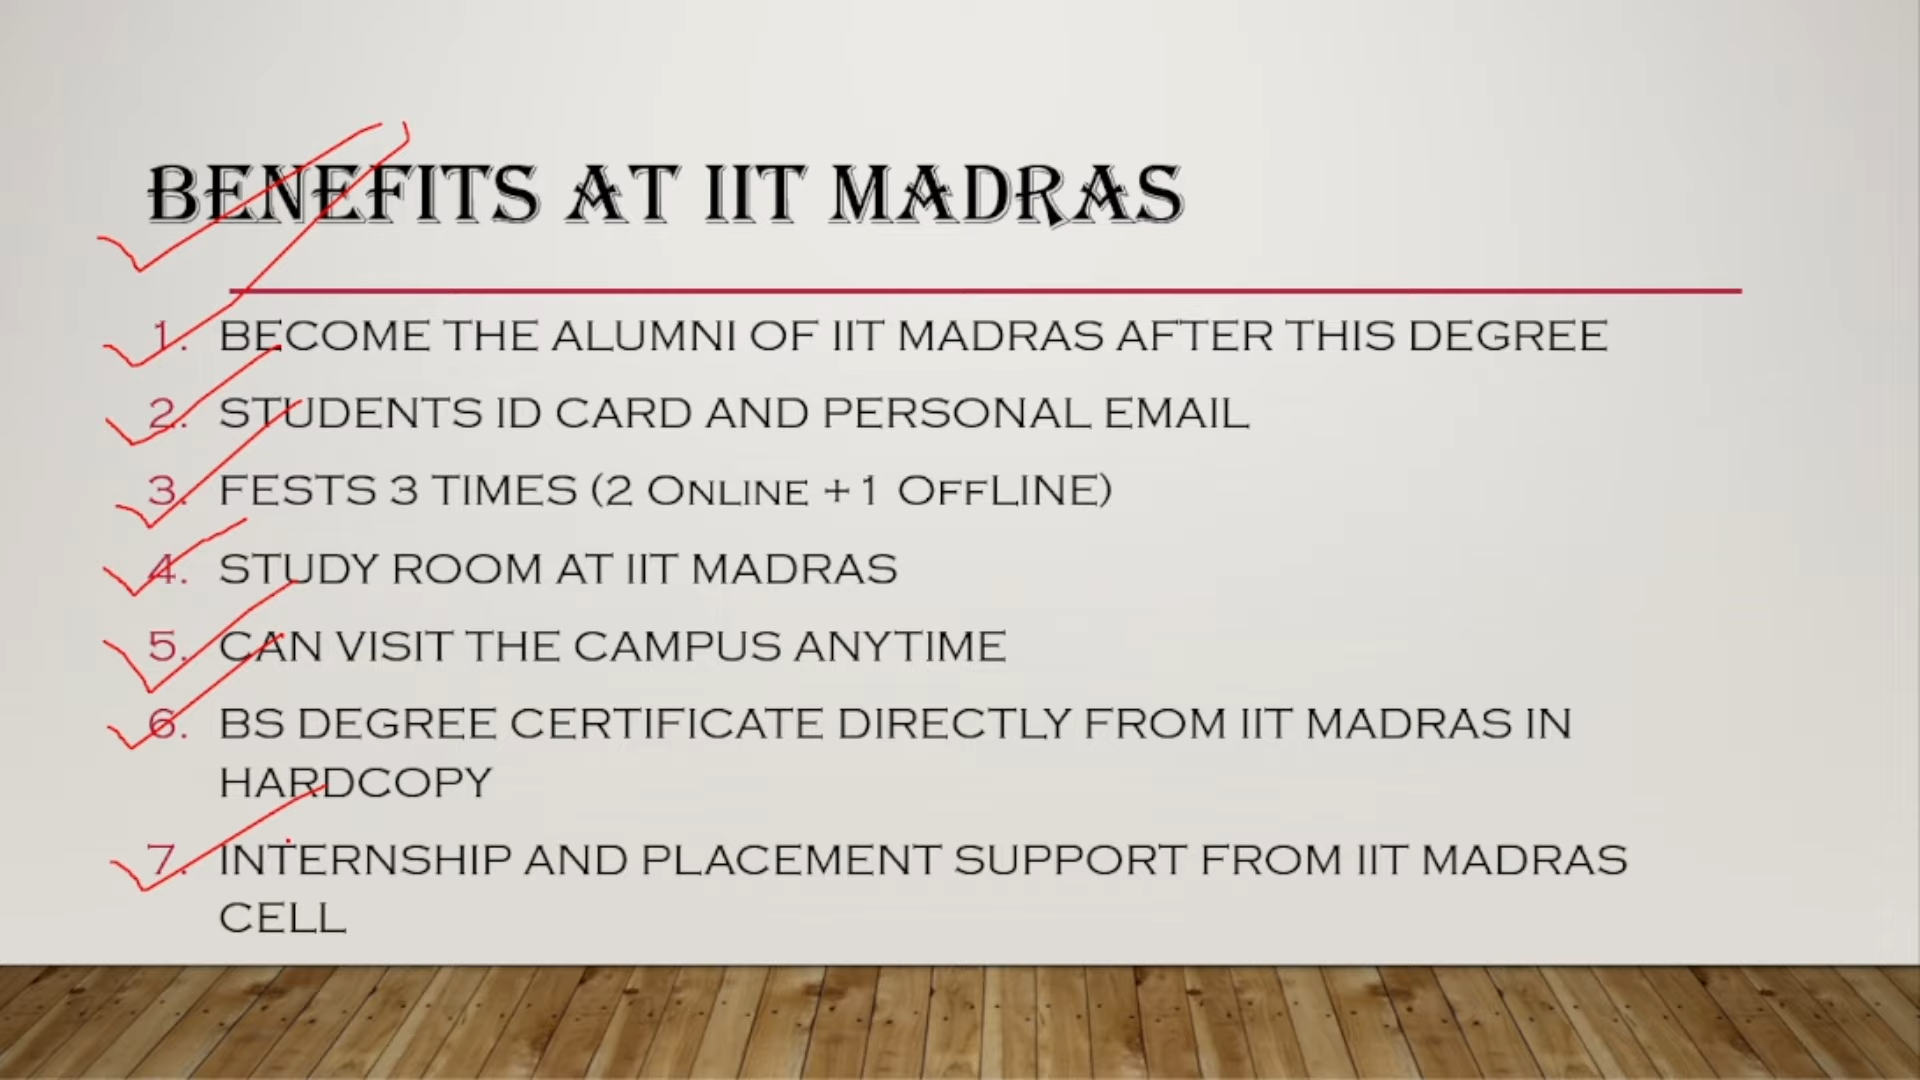 BENEFITS AT IIT MADRAS
1. BECOME THE ALUMNI OF IIT MADRAS AFTER THIS DEGREE
2. STUDENTS ID CARD AND PERSONAL EMAIL
3. FESTS 3 TIMES (2 ONLINE +1 OFFLINE)
4. STUDY ROOM AT IIT MADRAS
5. CAN VISIT THE CAMPUS ANYTIME
6. BS DEGREE CERTIFICATE DIRECTLY FROM IIT MADRAS IN
HARDCOPY
7. INTERNSHIP AND PLACEMENT SUPPORT FROM IIT MADRAS
CELL